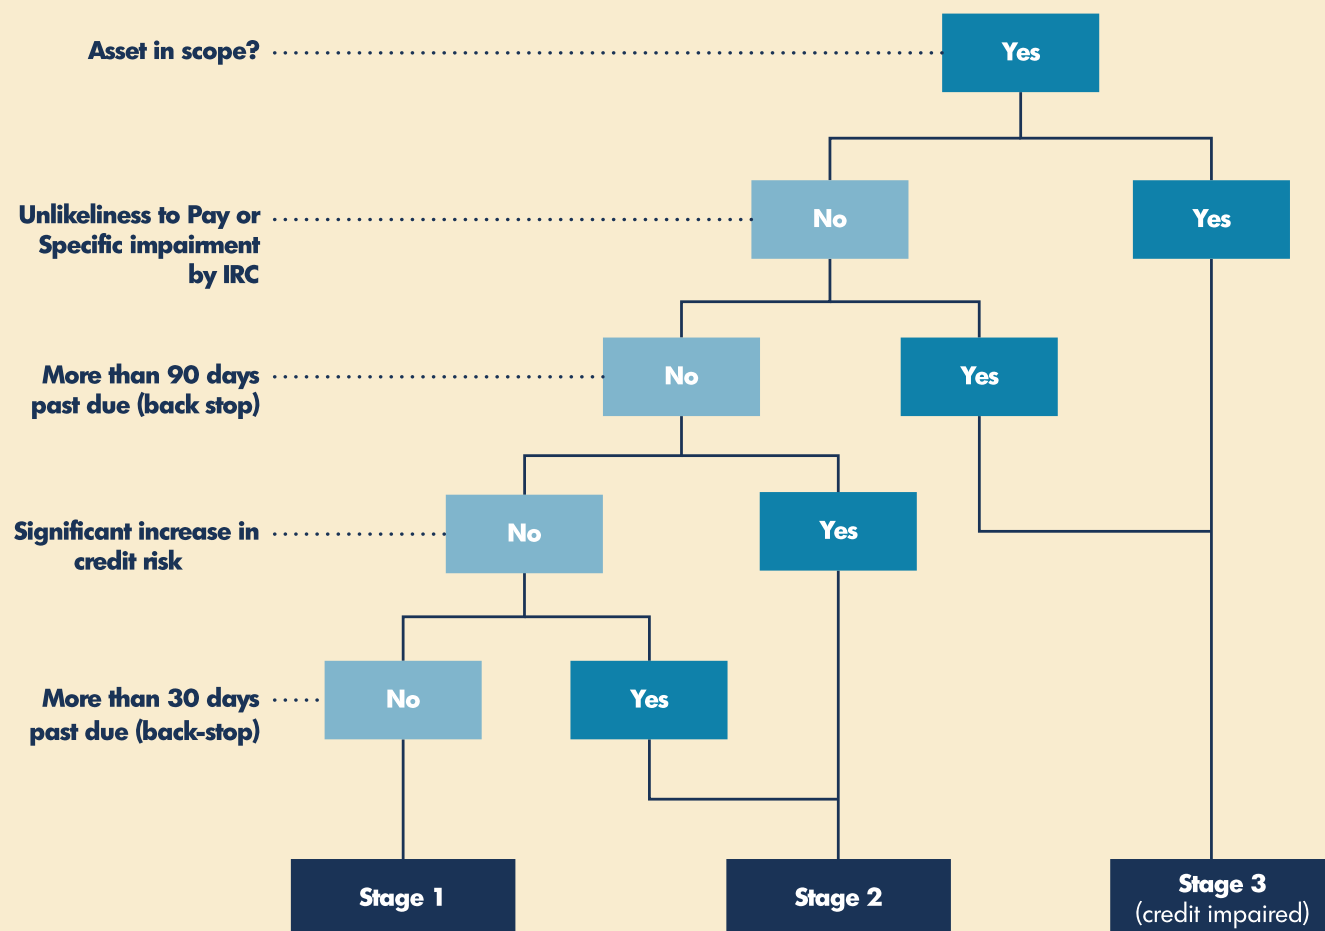 Asset in scope?
Yes
Unlikeliness to Pay or
Specific impairment
by IRC
No
Yes
More than 90 days
past due (back stop)
No
Yes
Significant increase in
credit risk
No
Yes
More than 30 days
past due (back-stop)
No
Yes
Stage 1
Stage 2
Stage 3
(credit impaired)